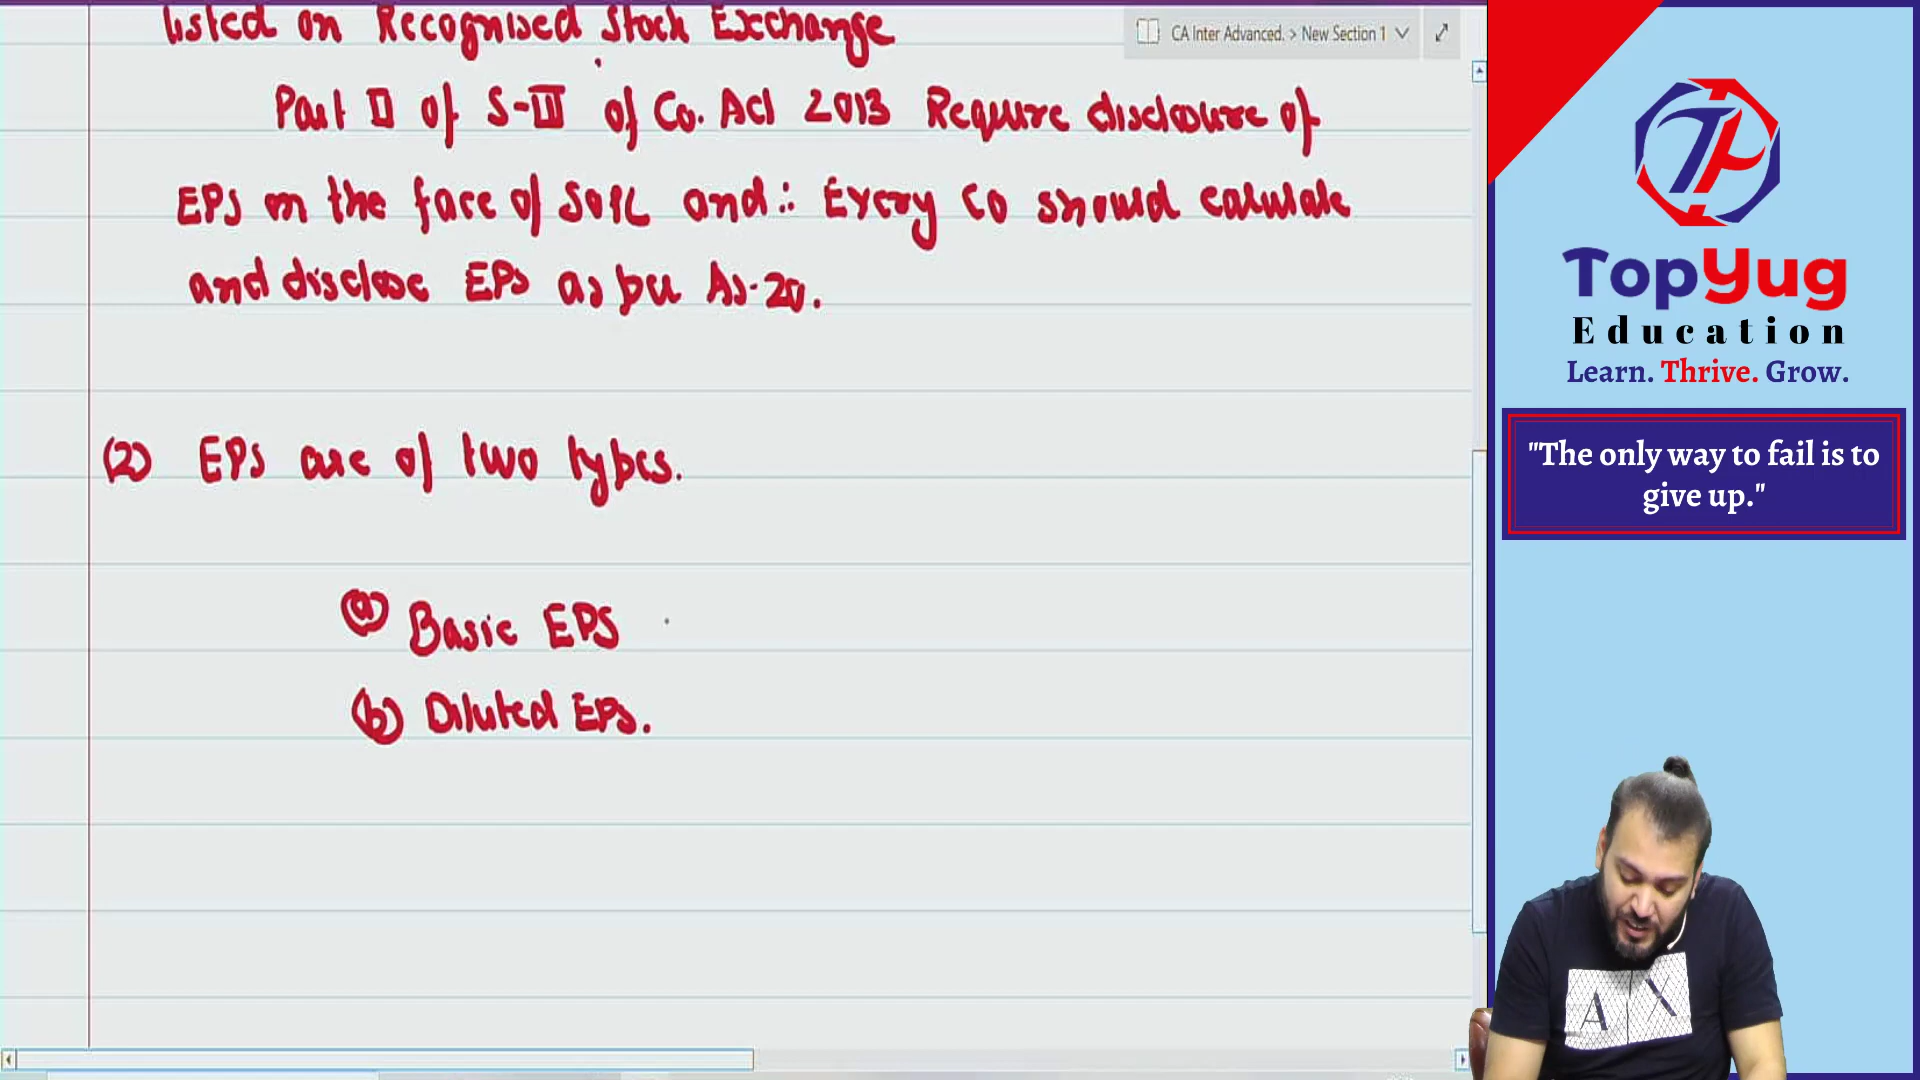 listed on Recognised Stock Exchange
CA Inter Advanced. > New Section 1
Part II of S-III of Co. Act 2013 Require disclosure of
EPS on the face of SOPL and ∴ Every Co should calculate
and disclose EPS as per AS-20.
(2) EPS are of two types.
(a) Basic EPS
(b) Diluted EPS.
TopYug
Education
Learn. Thrive. Grow.
"The only way to fail is to
give up."
A X